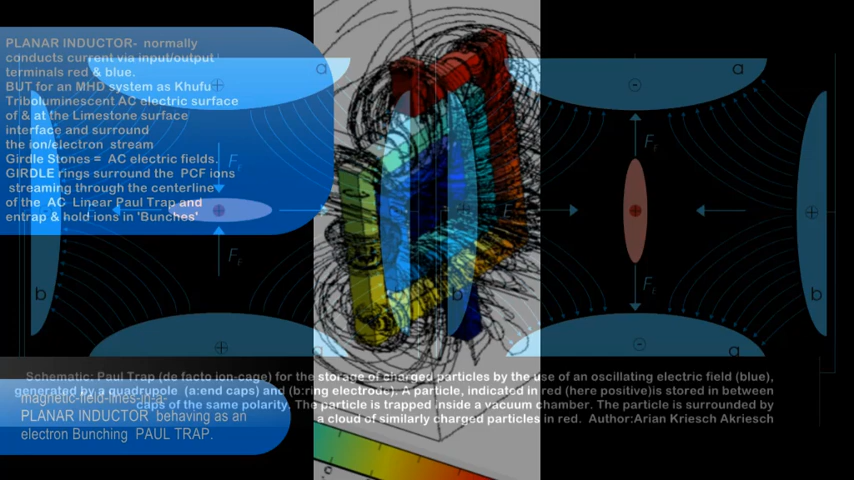 PLANAR INDUCTOR- normally
conducts current via input/output
terminals red & blue.
BUT for an MHD system as Khufu
Triboluminescent AC electric surface
of & at the Limestone surface
interface and surround
the ion/electron stream
Girdle Stones = AC electric fields.
GIRDLE rings surround the PCF ions
streaming through the centerline
of the AC Linear Paul Trap and
entrap & hold ions in 'Bunches'
a
a
b
b
b
a
a
F
F
F
F
Schematic: Paul Trap (de facto ion-cage) for the storage of charged particles by the use of an oscillating electric field (blue),
generated by a quadrupole (a:end caps) and (b:ring electrode). A particle, indicated in red (here positive)is stored in between
caps of the same polarity. The particle is trapped inside a vacuum chamber. The particle is surrounded by
a cloud of similarly charged particles in red. Author:Arian Kriesch Akriesch
magnetic-field-lines-in-a-
PLANAR INDUCTOR behaving as an
electron Bunching PAUL TRAP.